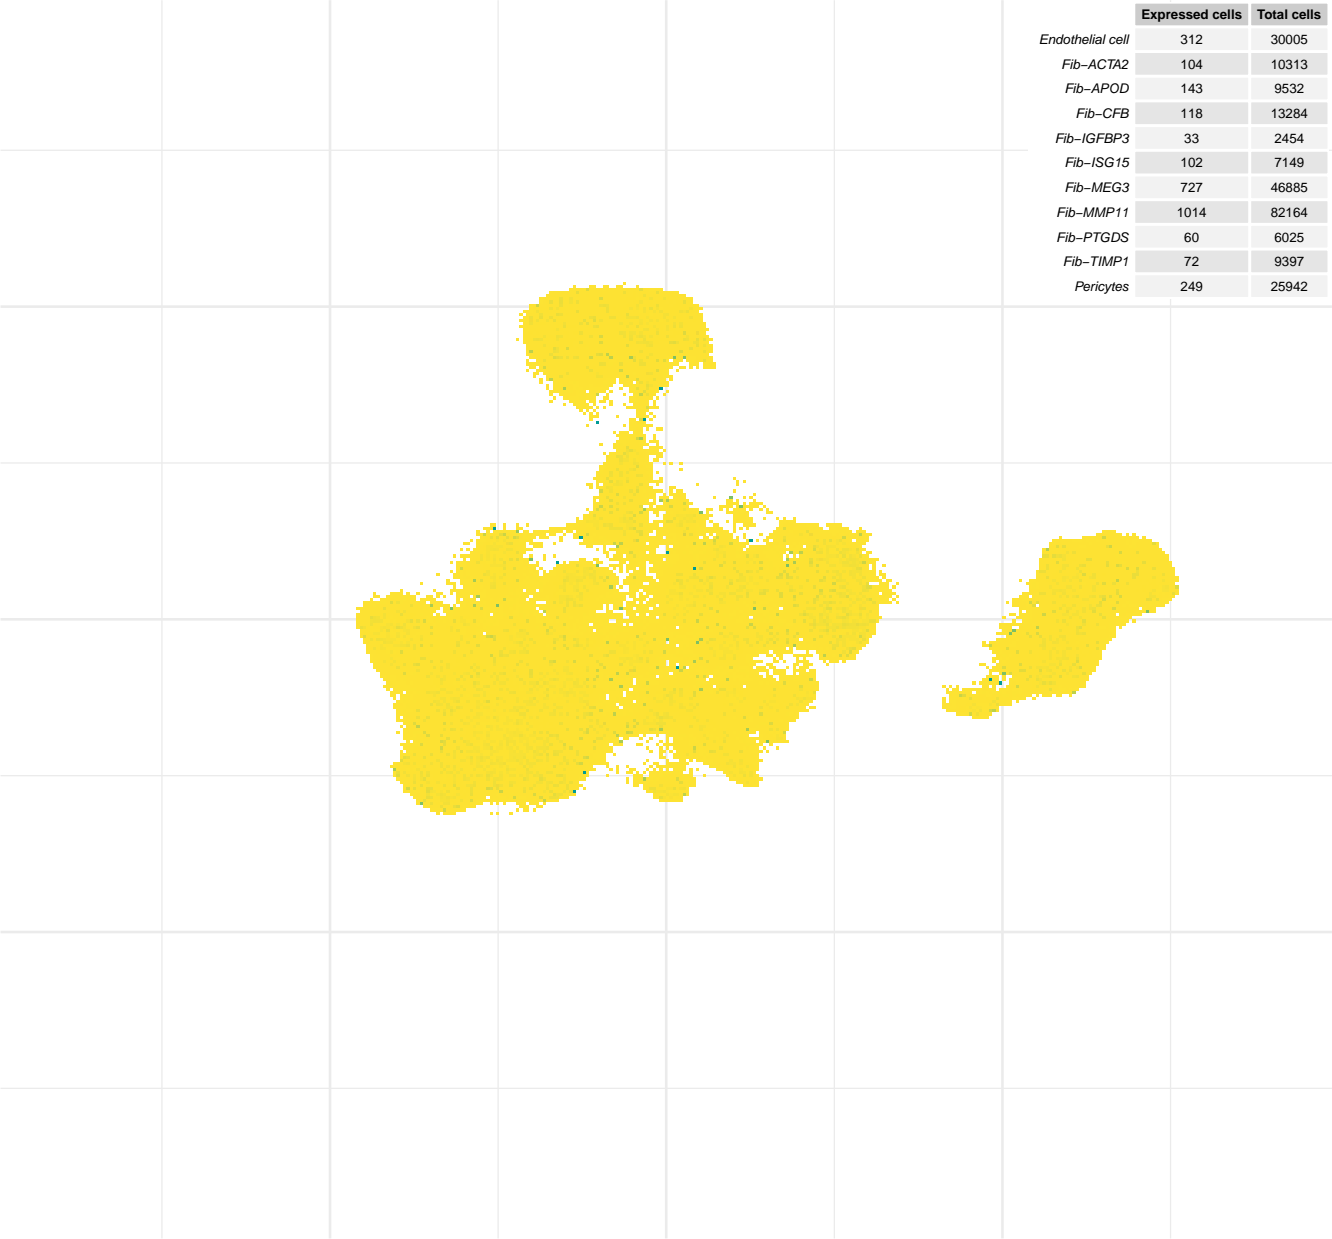 Expressed cells Total cells
Endothelial cell 312 30005
Fib−ACTA2 104 10313
Fib−APOD 143 9532
Fib−CFB 118 13284
Fib−IGFBP3 33 2454
Fib−ISG15 102 7149
Fib−MEG3 727 46885
Fib−MMP11 1014 82164
Fib−PTGDS 60 6025
Fib−TIMP1 72 9397
Pericytes 249 25942